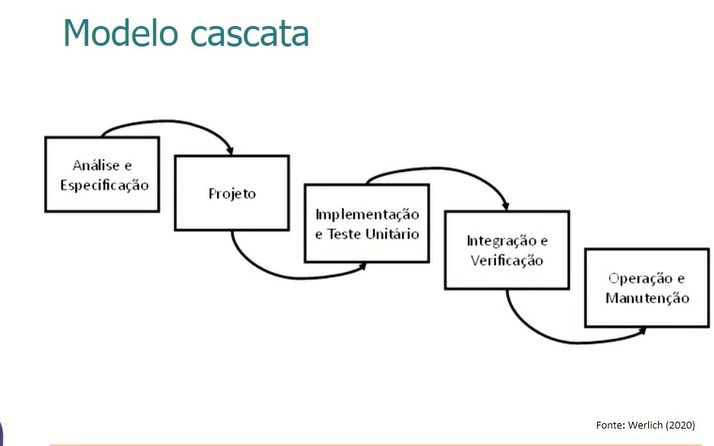 Modelo cascata
Análise e
Especificação
Projeto
Implementação
e Teste Unitário
Integração e
Verificação
Operação e
Manutenção
Fonte: Werlich (2020)